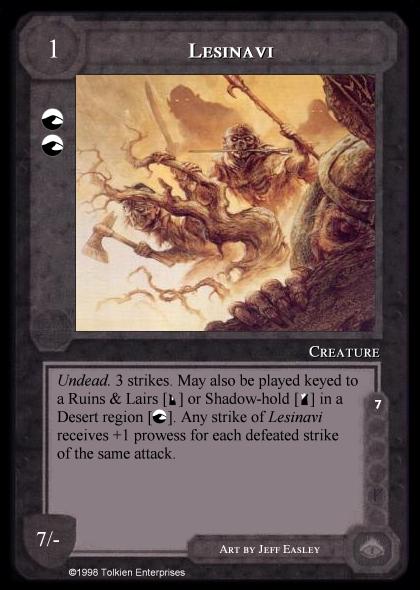 1
LESINAVI
CREATURE
Undead. 3 strikes. May also be played keyed to
a Ruins & Lairs [] or Shadow-hold [] in a
Desert region []. Any strike of Lesinavi
receives +1 prowess for each defeated strike
of the same attack.
7
7/-
ART BY JEFF EASLEY
©1998 Tolkien Enterprises